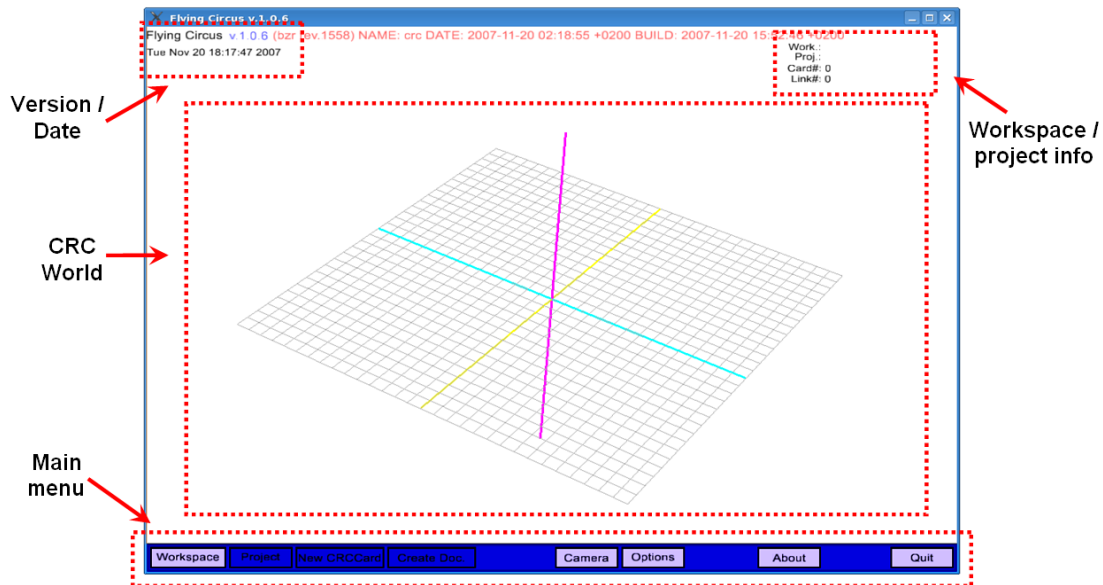 Flying Circus v.1.0.6
Flying Circus v.1.0.6 (bzr rev.1558) NAME: crc DATE: 2007-11-20 02:18:55 +0200 BUILD: 2007-11-20 15:52:46 +0200
Tue Nov 20 18:17:47 2007
Work.:
Proj.:
Card#: 0
Link#: 0
Version /
Date
Workspace /
project info
CRC
World
Main
menu
Workspace Project New CRCCard Create Doc. Camera Options About Quit